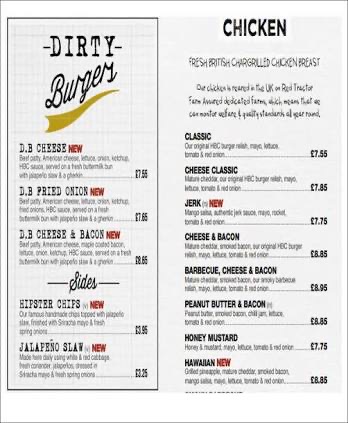 -DIRTY-
Burger
D.B CHEESE NEW
Beef patty, American cheese, lettuce, onion, ketchup,
HBC sauce, served on a fresh buttermilk bun
with jalapeño slaw & a gherkin £7.55
D.B FRIED ONION NEW
Beef patty, American cheese, lettuce, onion, ketchup,
fried onions, HBC sauce, served on a fresh
buttermilk bun with jalapeño slaw & a gherkin £7.65
D.B CHEESE & BACON NEW
Beef patty, American cheese, maple coated bacon,
lettuce, onion, ketchup, HBC sauce, served on a fresh
buttermilk bun with jalapeño slaw & a gherkin £8.65
Sides
HIPSTER CHIPS (v) NEW
Our famous handmade chips topped with jalapeño
slaw, finished with Sriracha mayo & fresh
spring onions £3.95
JALAPEÑO SLAW (v) NEW
Made here daily using white & red cabbage,
fresh coriander, jalapeños, dressed in
Sriracha mayo & fresh spring onions £3.25
CHICKEN
FRESH BRITISH CHARGRILLED CHICKEN BREAST
Our chicken is reared in the UK on Red Tractor
Farm Assured dedicated farms, which means that we
can monitor welfare & quality standards all year round.
CLASSIC
Our original HBC burger relish, mayo, lettuce,
tomato & red onion £7.55
CHEESE CLASSIC
Mature cheddar, our original HBC burger relish, mayo,
lettuce, tomato & red onion £7.85
JERK (n) NEW
Mango salsa, authentic jerk sauce, mayo, rocket,
tomato & red onion £7.75
CHEESE & BACON
Mature cheddar, smoked bacon, our original HBC burger
relish, mayo, lettuce, tomato & red onion £8.85
BARBECUE, CHEESE & BACON
Mature cheddar, smoked bacon, our smoky barbecue
relish, mayo, lettuce, tomato & red onion £8.95
PEANUT BUTTER & BACON (n)
Peanut butter, smoked bacon, chilli jam, lettuce,
tomato & red onion £8.85
HONEY MUSTARD
Honey & mustard, mayo, lettuce, tomato & red onion £7.75
HAWAIIAN NEW
Grilled pineapple, mature cheddar, smoked bacon,
mango salsa, mayo, lettuce, tomato & red onion £8.85